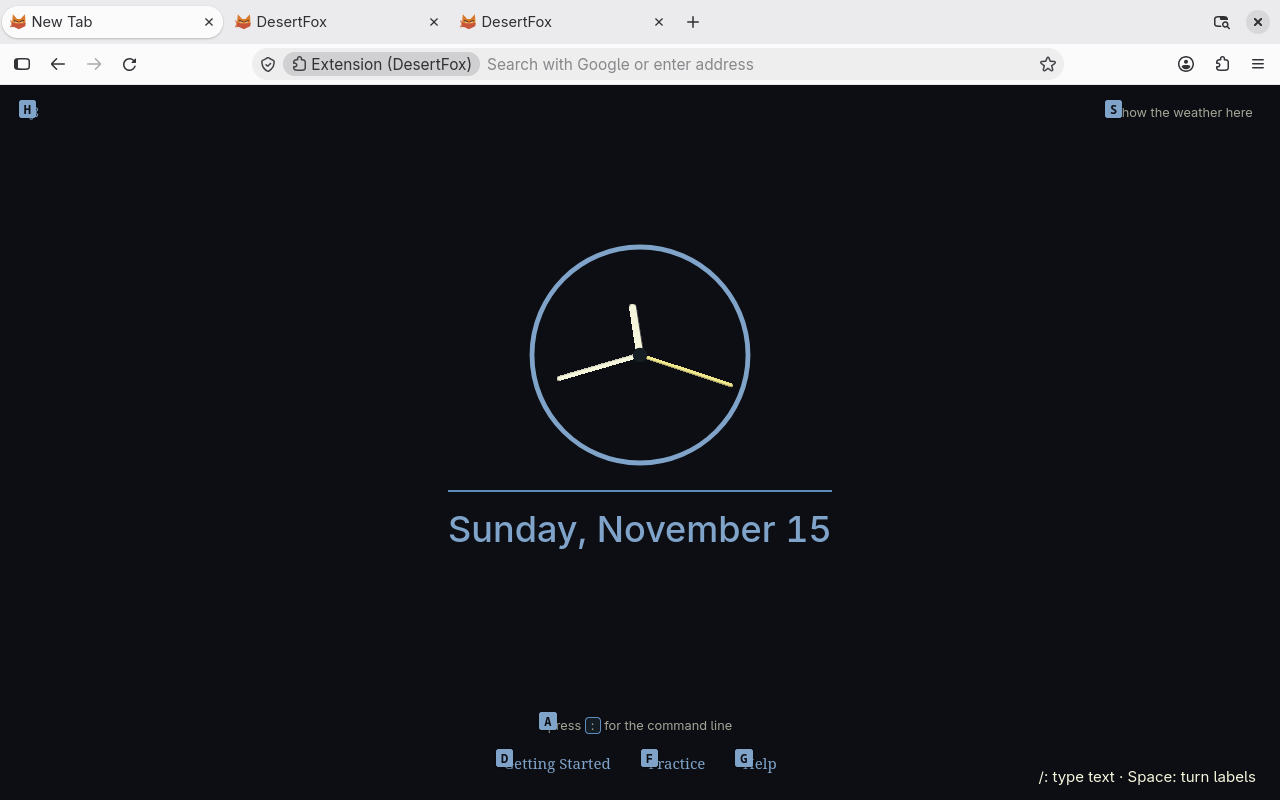 New Tab
DesertFox
DesertFox
Extension (DesertFox)
Search with Google or enter address
H
S how the weather here
Sunday, November 15
A ress : for the command line
D etting Started
F ractice
G elp
/: type text · Space: turn labels